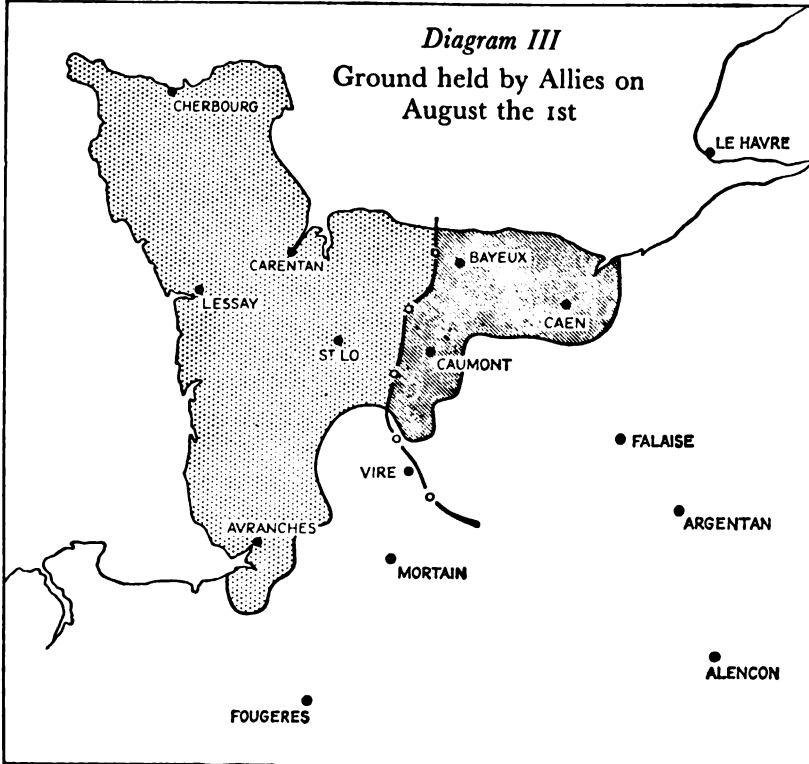 Diagram III
Ground held by Allies on
August the 1st
CHERBOURG
LE HAVRE
CARENTAN
BAYEUX
LESSAY
CAEN
ST LO
CAUMONT
FALAISE
VIRE
ARGENTAN
AVRANCHES
MORTAIN
ALENCON
FOUGERES